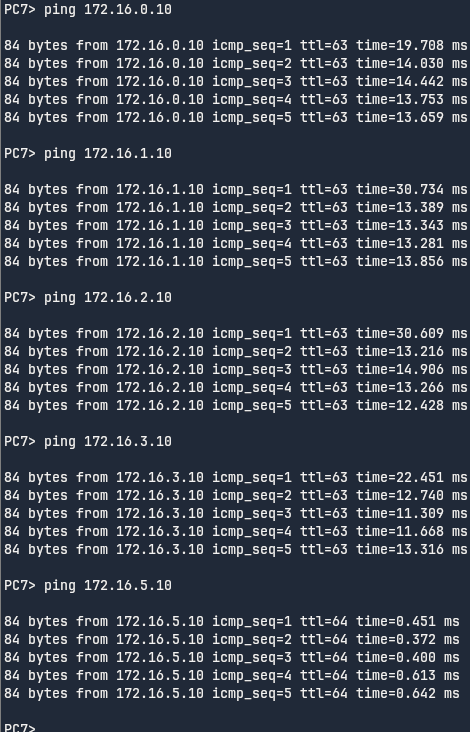 PC7> ping 172.16.0.10
84 bytes from 172.16.0.10 icmp_seq=1 ttl=63 time=19.708 ms
84 bytes from 172.16.0.10 icmp_seq=2 ttl=63 time=14.030 ms
84 bytes from 172.16.0.10 icmp_seq=3 ttl=63 time=14.442 ms
84 bytes from 172.16.0.10 icmp_seq=4 ttl=63 time=13.753 ms
84 bytes from 172.16.0.10 icmp_seq=5 ttl=63 time=13.659 ms
PC7> ping 172.16.1.10
84 bytes from 172.16.1.10 icmp_seq=1 ttl=63 time=30.734 ms
84 bytes from 172.16.1.10 icmp_seq=2 ttl=63 time=13.389 ms
84 bytes from 172.16.1.10 icmp_seq=3 ttl=63 time=13.343 ms
84 bytes from 172.16.1.10 icmp_seq=4 ttl=63 time=13.281 ms
84 bytes from 172.16.1.10 icmp_seq=5 ttl=63 time=13.856 ms
PC7> ping 172.16.2.10
84 bytes from 172.16.2.10 icmp_seq=1 ttl=63 time=30.609 ms
84 bytes from 172.16.2.10 icmp_seq=2 ttl=63 time=13.216 ms
84 bytes from 172.16.2.10 icmp_seq=3 ttl=63 time=14.906 ms
84 bytes from 172.16.2.10 icmp_seq=4 ttl=63 time=13.266 ms
84 bytes from 172.16.2.10 icmp_seq=5 ttl=63 time=12.428 ms
PC7> ping 172.16.3.10
84 bytes from 172.16.3.10 icmp_seq=1 ttl=63 time=22.451 ms
84 bytes from 172.16.3.10 icmp_seq=2 ttl=63 time=12.740 ms
84 bytes from 172.16.3.10 icmp_seq=3 ttl=63 time=11.309 ms
84 bytes from 172.16.3.10 icmp_seq=4 ttl=63 time=11.668 ms
84 bytes from 172.16.3.10 icmp_seq=5 ttl=63 time=13.316 ms
PC7> ping 172.16.5.10
84 bytes from 172.16.5.10 icmp_seq=1 ttl=64 time=0.451 ms
84 bytes from 172.16.5.10 icmp_seq=2 ttl=64 time=0.372 ms
84 bytes from 172.16.5.10 icmp_seq=3 ttl=64 time=0.400 ms
84 bytes from 172.16.5.10 icmp_seq=4 ttl=64 time=0.613 ms
84 bytes from 172.16.5.10 icmp_seq=5 ttl=64 time=0.642 ms
PC7>